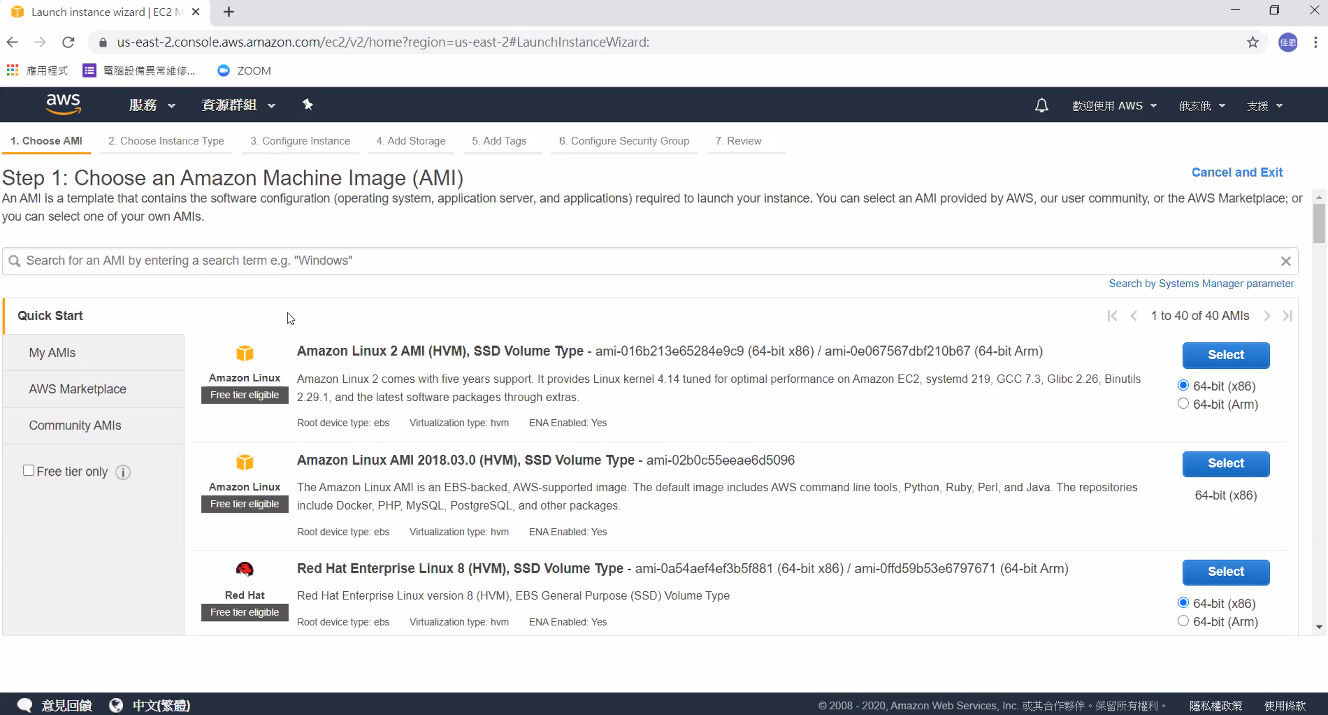 Launch instance wizard | EC2 M
us-east-2.console.aws.amazon.com/ec2/v2/home?region=us-east-2#LaunchInstanceWizard:
佳恩
應用程式
電腦設備異常維修...
ZOOM
aws
服務
資源群組
歡迎使用 AWS
俄亥俄
支援
1. Choose AMI
2. Choose Instance Type
3. Configure Instance
4. Add Storage
5. Add Tags
6. Configure Security Group
7. Review
Step 1: Choose an Amazon Machine Image (AMI)
Cancel and Exit
An AMI is a template that contains the software configuration (operating system, application server, and applications) required to launch your instance. You can select an AMI provided by AWS, our user community, or the AWS Marketplace; or
you can select one of your own AMIs.
Search for an AMI by entering a search term e.g. "Windows"
Search by Systems Manager parameter
Quick Start
1 to 40 of 40 AMIs
My AMIs
AWS Marketplace
Community AMIs
Free tier only
Amazon Linux
Free tier eligible
Amazon Linux 2 AMI (HVM), SSD Volume Type - ami-016b213e65284e9c9 (64-bit x86) / ami-0e067567dbf210b67 (64-bit Arm)
Amazon Linux 2 comes with five years support. It provides Linux kernel 4.14 tuned for optimal performance on Amazon EC2, systemd 219, GCC 7.3, Glibc 2.26, Binutils
2.29.1, and the latest software packages through extras.
Root device type: ebs Virtualization type: hvm ENA Enabled: Yes
Select
64-bit (x86)
64-bit (Arm)
Amazon Linux
Free tier eligible
Amazon Linux AMI 2018.03.0 (HVM), SSD Volume Type - ami-02b0c55eeae6d5096
The Amazon Linux AMI is an EBS-backed, AWS-supported image. The default image includes AWS command line tools, Python, Ruby, Perl, and Java. The repositories
include Docker, PHP, MySQL, PostgreSQL, and other packages.
Root device type: ebs Virtualization type: hvm ENA Enabled: Yes
Select
64-bit (x86)
Red Hat
Free tier eligible
Red Hat Enterprise Linux 8 (HVM), SSD Volume Type - ami-0a54aef4ef3b5f881 (64-bit x86) / ami-0ffd59b53e6797671 (64-bit Arm)
Red Hat Enterprise Linux version 8 (HVM), EBS General Purpose (SSD) Volume Type
Root device type: ebs Virtualization type: hvm ENA Enabled: Yes
Select
64-bit (x86)
64-bit (Arm)
意見回饋
中文(繁體)
© 2008 - 2020, Amazon Web Services, Inc. 或其合作夥伴。保留所有權利。
隱私權政策
使用條款